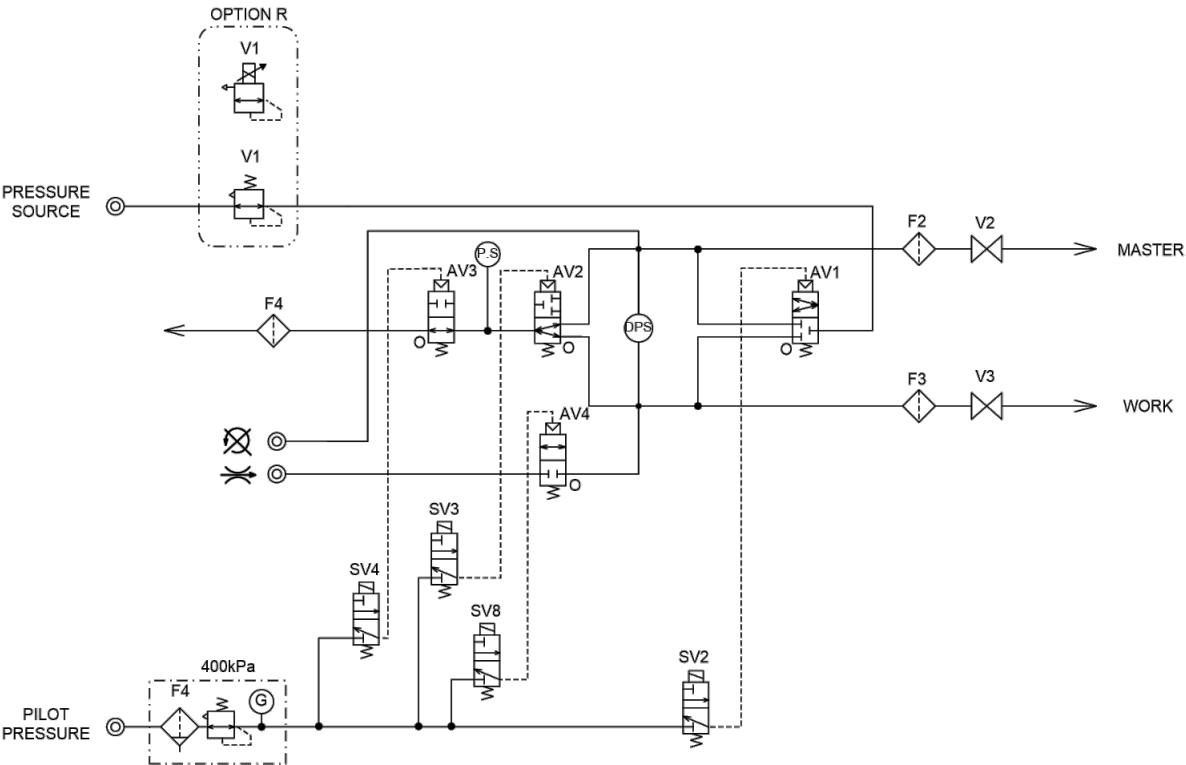 OPTION R
V1
V1
PRESSURE
SOURCE
F2
V2
MASTER
P.S
AV3
AV2
AV1
F4
DPS
O
O
O
F3
V3
WORK
AV4
O
SV3
SV4
SV8
SV2
400kPa
F4
G
PILOT
PRESSURE